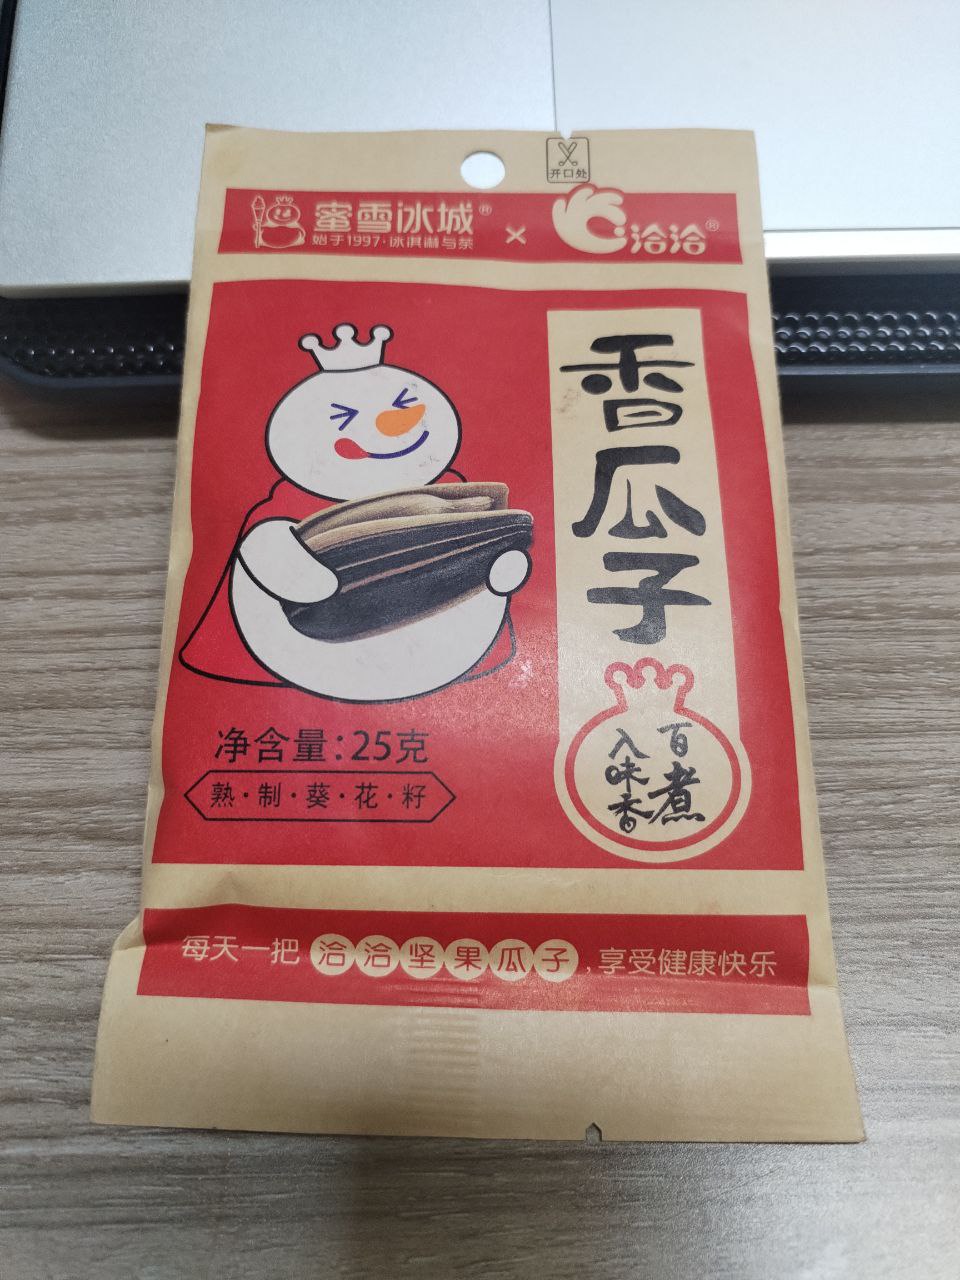 开口处
蜜雪冰城®
始于1997·冰淇淋与茶
×
洽洽®
香瓜子
百煮
入味香
净含量：25克
熟·制·葵·花·籽
每天一把 洽洽坚果瓜子，享受健康快乐